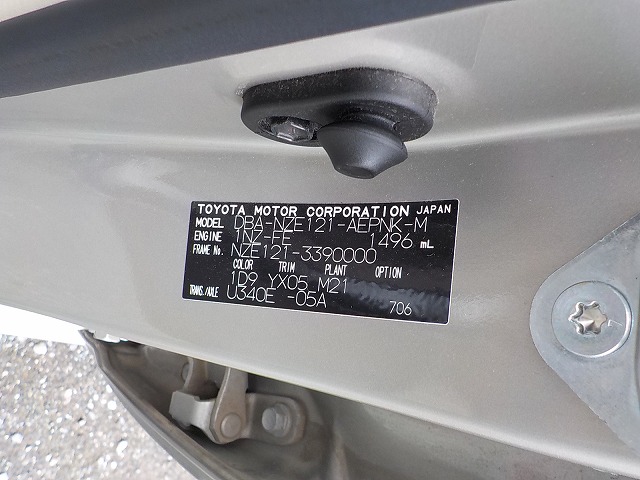 TOYOTA MOTOR CORPORATION JAPAN
MODEL DBA-NZE121-AEPNK-M
ENGINE 1NZ-FE 1496 mL
FRAME No. NZE121-3390000
COLOR TRIM PLANT OPTION
1D9 YX05 M21
TRANS./AXLE U340E -05A 706